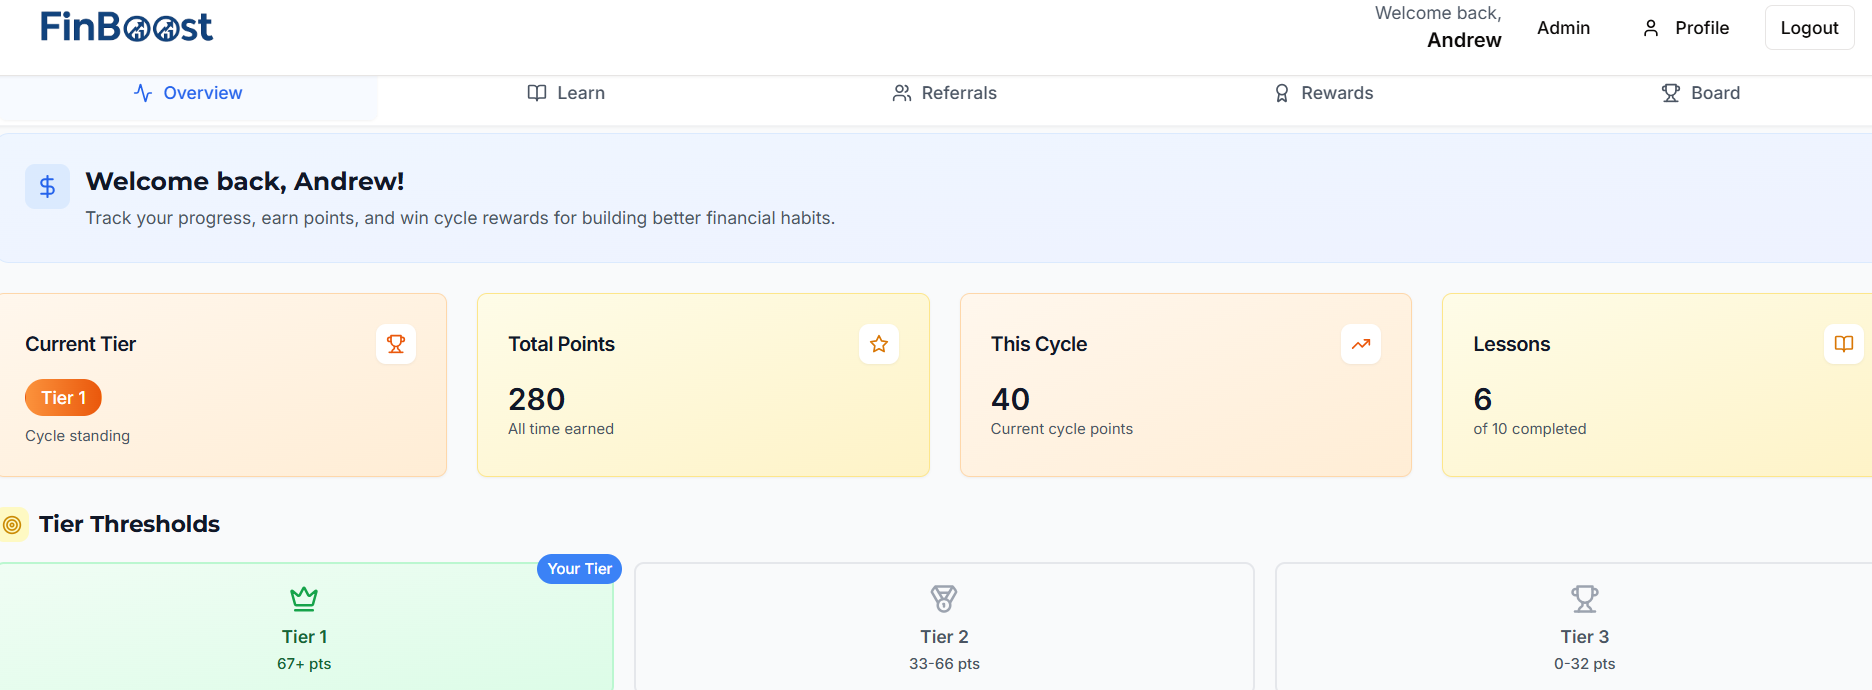 FinBoost
Welcome back,
Andrew
Admin
Profile
Logout
Overview
Learn
Referrals
Rewards
Board
Welcome back, Andrew!
Track your progress, earn points, and win cycle rewards for building better financial habits.
Current Tier
Tier 1
Cycle standing
Total Points
280
All time earned
This Cycle
40
Current cycle points
Lessons
6
of 10 completed
Tier Thresholds
Your Tier
Tier 1
67+ pts
Tier 2
33-66 pts
Tier 3
0-32 pts